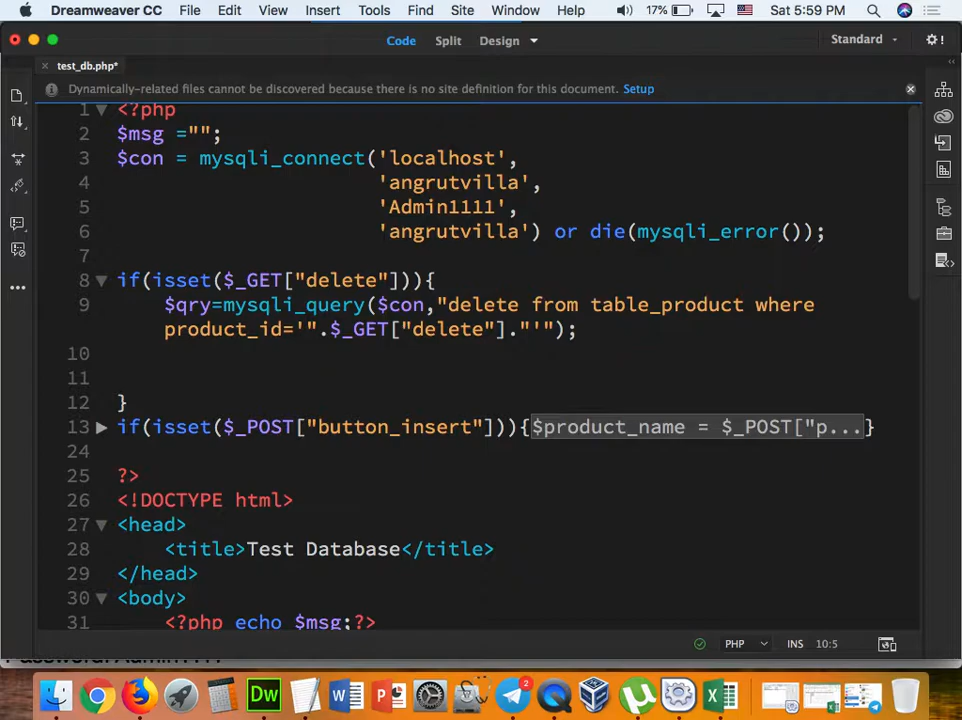 Dreamweaver CC File Edit View Insert Tools Find Site Window Help 17% Sat 5:59 PM
Code Split Design Standard
test_db.php*
Dynamically-related files cannot be discovered because there is no site definition for this document. Setup
1 <?php
2 $msg ="";
3 $con = mysqli_connect('localhost',
4 'angrutvilla',
5 'Admin1111',
6 'angrutvilla') or die(mysqli_error());
7
8 if(isset($_GET["delete"])){
9 $qry=mysqli_query($con,"delete from table_product where
product_id='".$_GET["delete"]."'");
10
11
12 }
13 if(isset($_POST["button_insert"])){$product_name = $_POST["p...}
24
25 ?>
26 <!DOCTYPE html>
27 <head>
28 <title>Test Database</title>
29 </head>
30 <body>
31 <?php echo $msg;?>
PHP INS 10:5
Dw
2